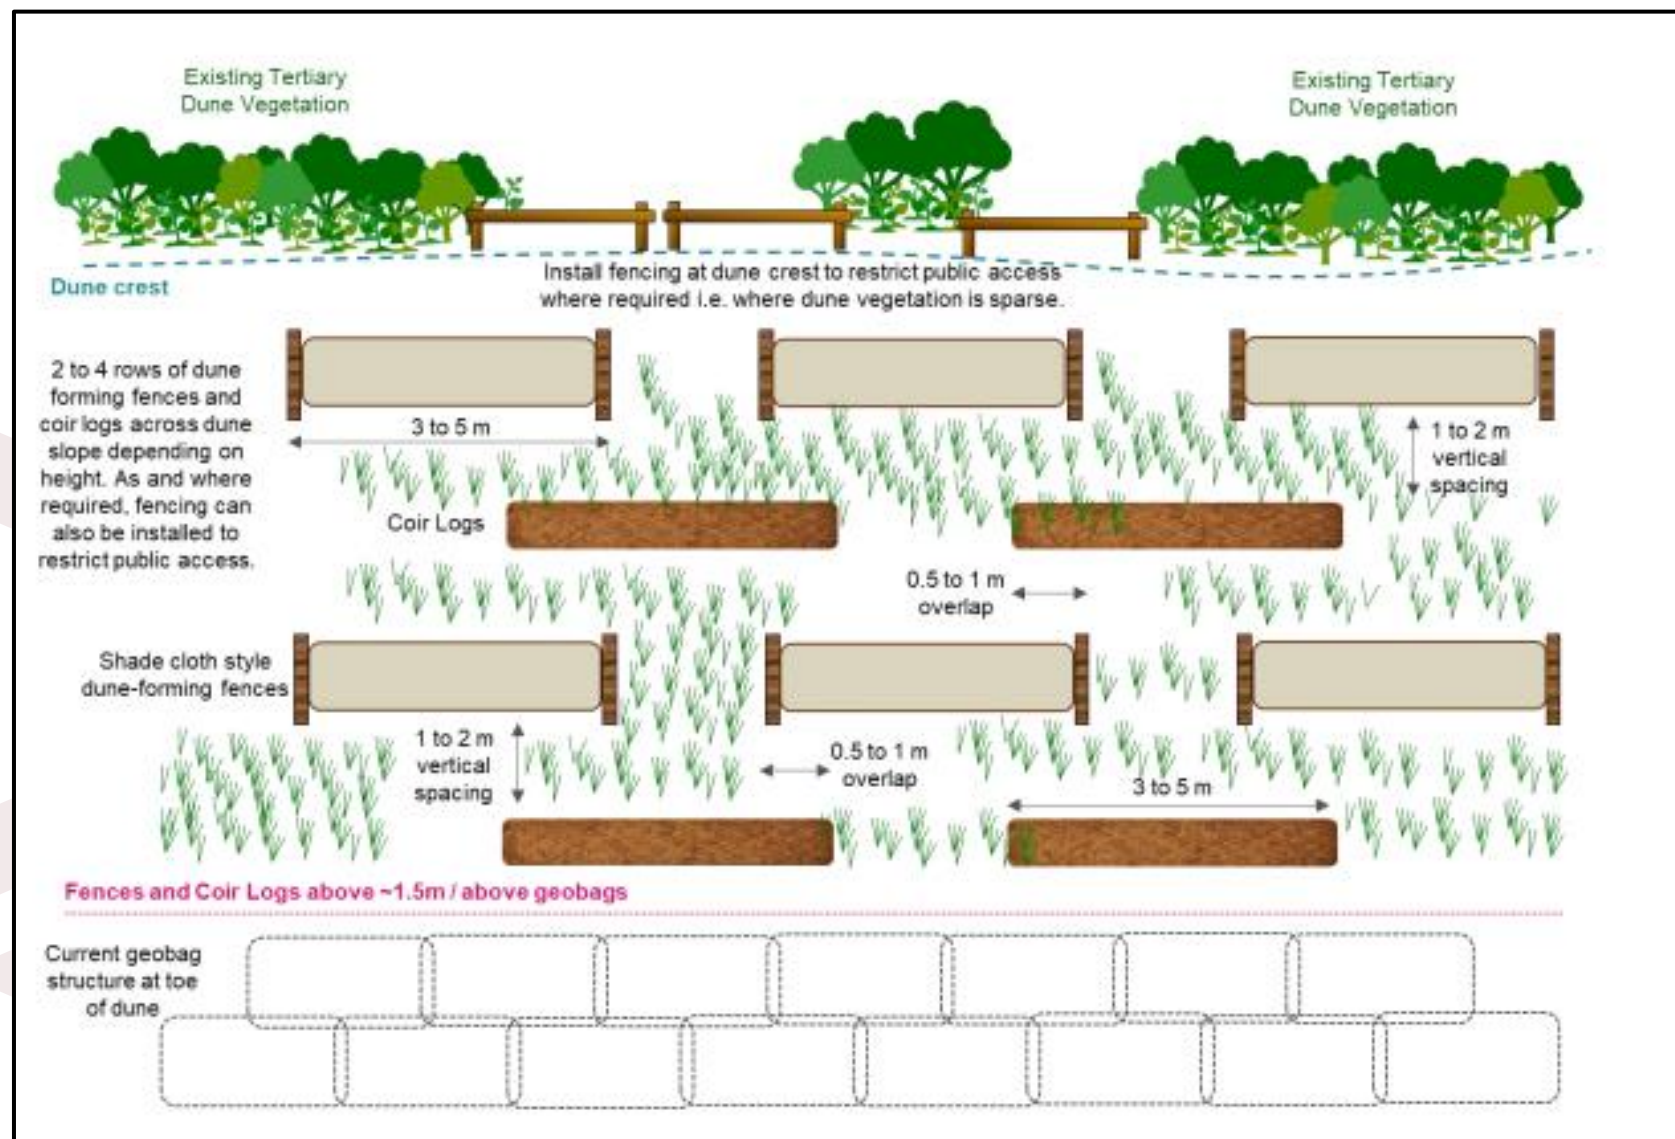 Existing Tertiary
Dune Vegetation
Existing Tertiary
Dune Vegetation
Dune crest
Install fencing at dune crest to restrict public access
where required i.e. where dune vegetation is sparse.
2 to 4 rows of dune
forming fences and
coir logs across dune
slope depending on
height. As and where
required, fencing can
also be installed to
restrict public access.
3 to 5 m
1 to 2 m
vertical
spacing
Coir Logs
0.5 to 1 m
overlap
Shade cloth style
dune-forming fences
1 to 2 m
vertical
spacing
0.5 to 1 m
overlap
3 to 5 m
Fences and Coir Logs above ~1.5m / above geobags
Current geobag
structure at toe
of dune